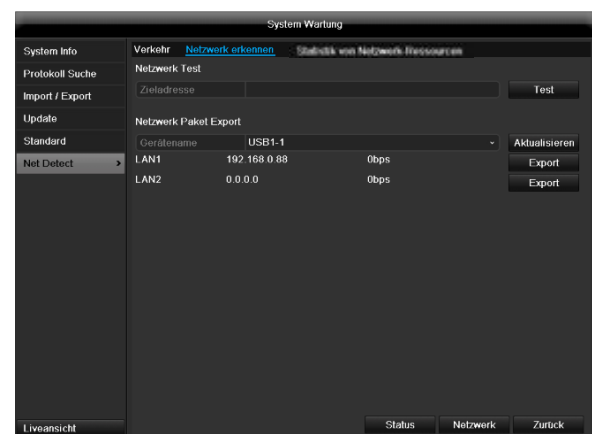 System Wartung
System Info
Protokoll Suche
Import / Export
Update
Standard
Net Detect >
Liveansicht
Verkehr Netzwerk erkennen Statistik von Netzwerk-Ressourcen
Netzwerk Test
Zieladresse Test
Netzwerk Paket Export
Gerätename USB1-1 Aktualisieren
LAN1 192.168.0.88 0bps Export
LAN2 0.0.0.0 0bps Export
Status Netzwerk Zurück